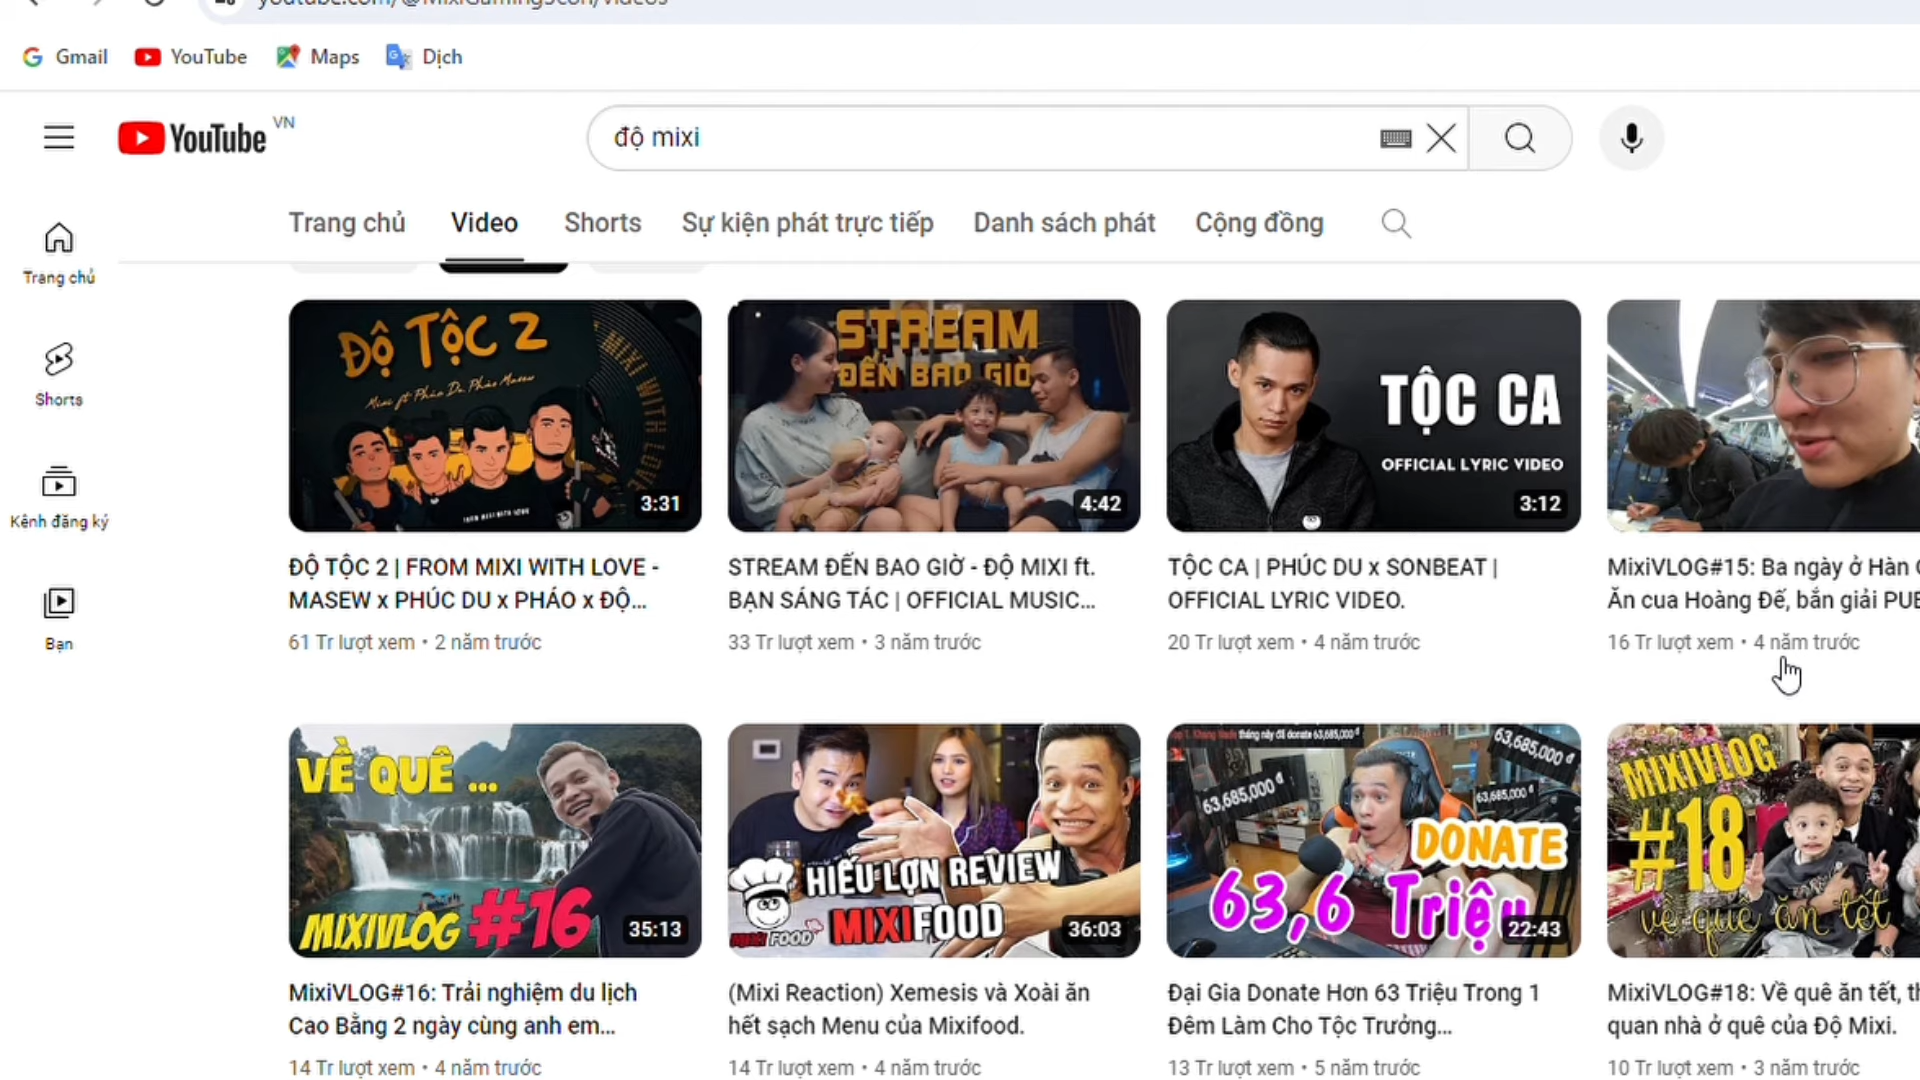 youtube.com/@MixiGaming3con/videos
Gmail YouTube Maps Dịch
YouTube VN
độ mixi
Trang chủ Video Shorts Sự kiện phát trực tiếp Danh sách phát Cộng đồng
Trang chủ
Shorts
Kênh đăng ký
Bạn
Độ Tộc 2
Mixi ft Phúc Du Pháo Masew
3:31
STREAM
ĐẾN BAO GIỜ
4:42
TỘC CA
OFFICIAL LYRIC VIDEO
3:12
ĐỘ TỘC 2 | FROM MIXI WITH LOVE -
MASEW x PHÚC DU x PHÁO x ĐỘ...
61 Tr lượt xem • 2 năm trước
STREAM ĐẾN BAO GIỜ - ĐỘ MIXI ft.
BẠN SÁNG TÁC | OFFICIAL MUSIC...
33 Tr lượt xem • 3 năm trước
TỘC CA | PHÚC DU x SONBEAT |
OFFICIAL LYRIC VIDEO.
20 Tr lượt xem • 4 năm trước
MixiVLOG#15: Ba ngày ở Hàn
Ăn cua Hoàng Đế, bắn giải
16 Tr lượt xem • 4 năm trước
VỀ QUÊ ...
MIXIVLOG #16
35:13
HIẾU LỢN REVIEW
MIXIFOOD
MIXI FOOD
36:03
tháng này đã donate 63,685,000 đ
63,685,000 đ
63,685,000 đ
63,685,000 đ
DONATE
63,6 Triệu
22:43
MIXIVLOG
#18
về quê ăn tết
MixiVLOG#16: Trải nghiệm du lịch
Cao Bằng 2 ngày cùng anh em...
14 Tr lượt xem • 4 năm trước
(Mixi Reaction) Xemesis và Xoài ăn
hết sạch Menu của Mixifood.
14 Tr lượt xem • 4 năm trước
Đại Gia Donate Hơn 63 Triệu Trong 1
Đêm Làm Cho Tộc Trưởng...
13 Tr lượt xem • 5 năm trước
MixiVLOG#18: Về quê ăn tết,
quan nhà ở quê của Độ Mixi.
10 Tr lượt xem • 3 năm trước